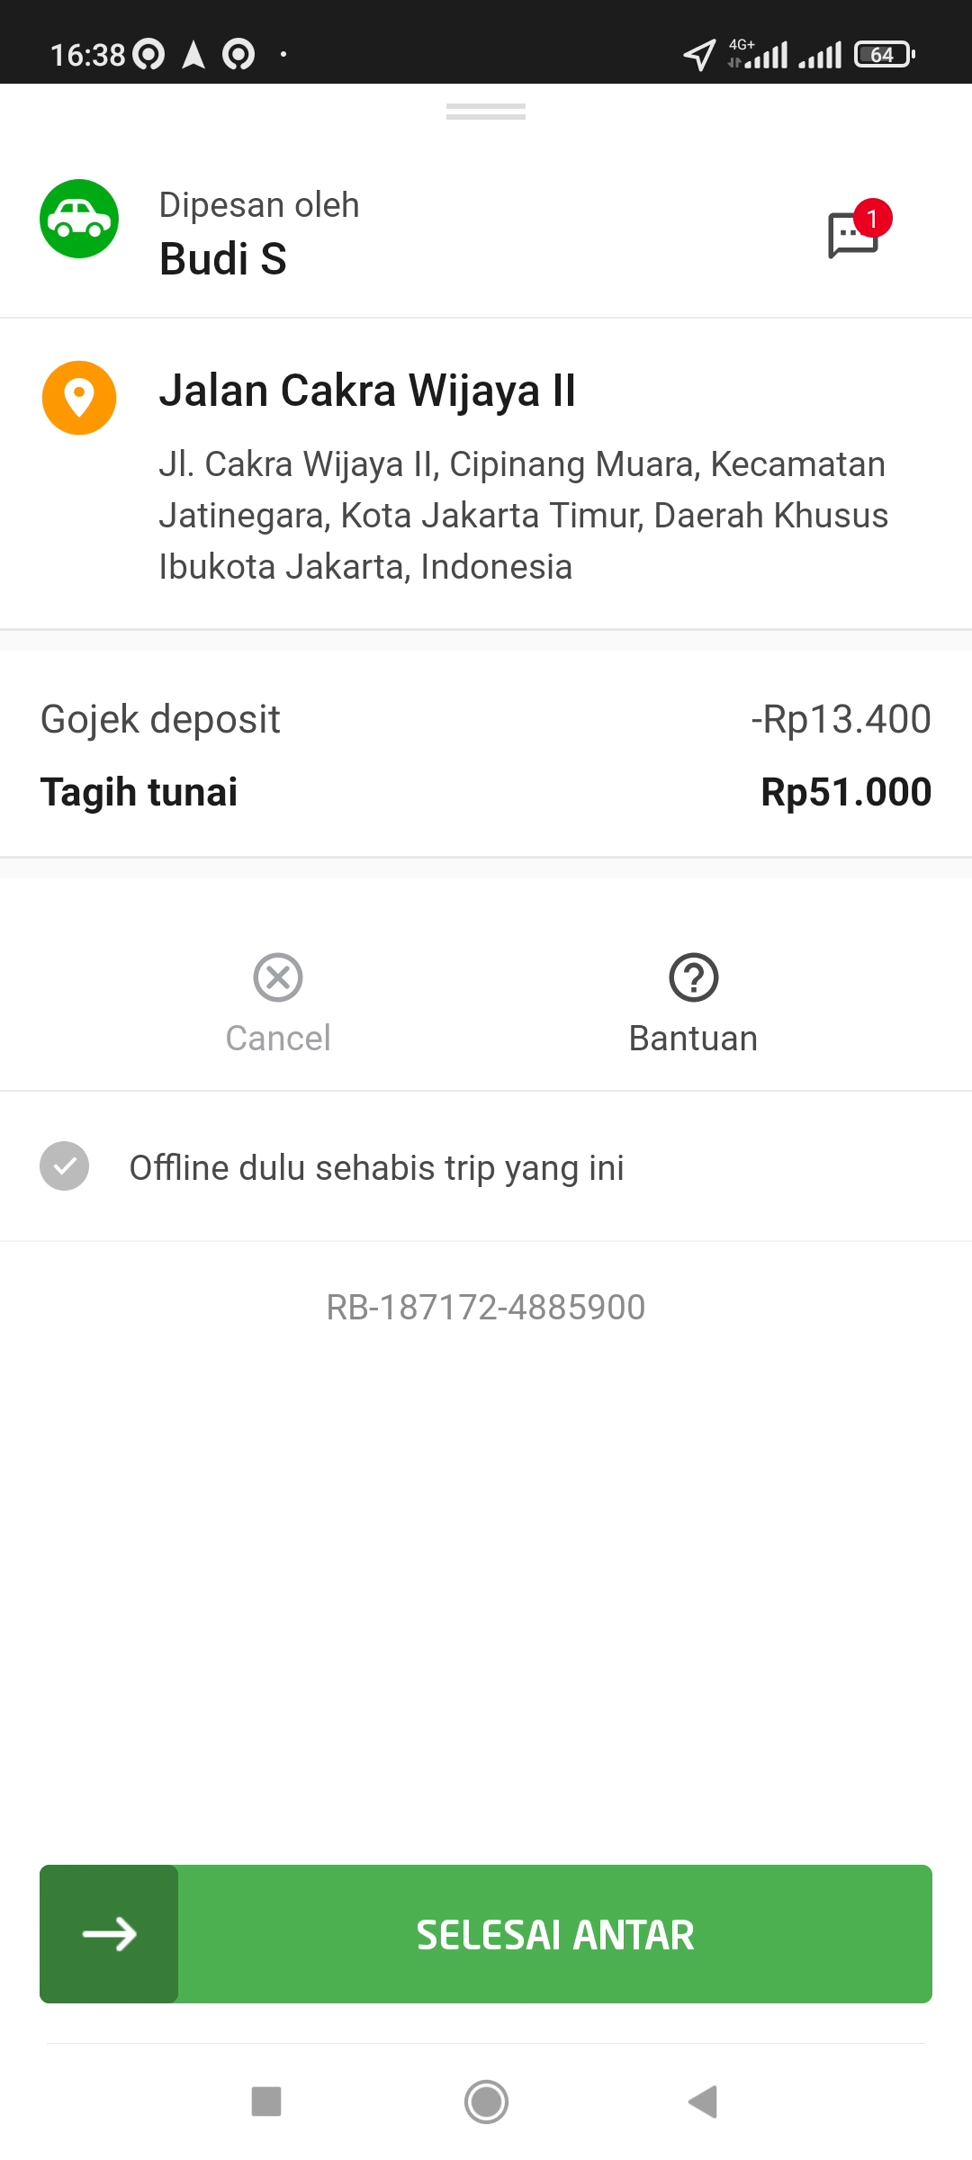 16:38
4G+
64
Dipesan oleh
Budi S
1
Jalan Cakra Wijaya II
Jl. Cakra Wijaya II, Cipinang Muara, Kecamatan
Jatinegara, Kota Jakarta Timur, Daerah Khusus
Ibukota Jakarta, Indonesia
Gojek deposit -Rp13.400
Tagih tunai Rp51.000
Cancel Bantuan
Offline dulu sehabis trip yang ini
RB-187172-4885900
SELESAI ANTAR